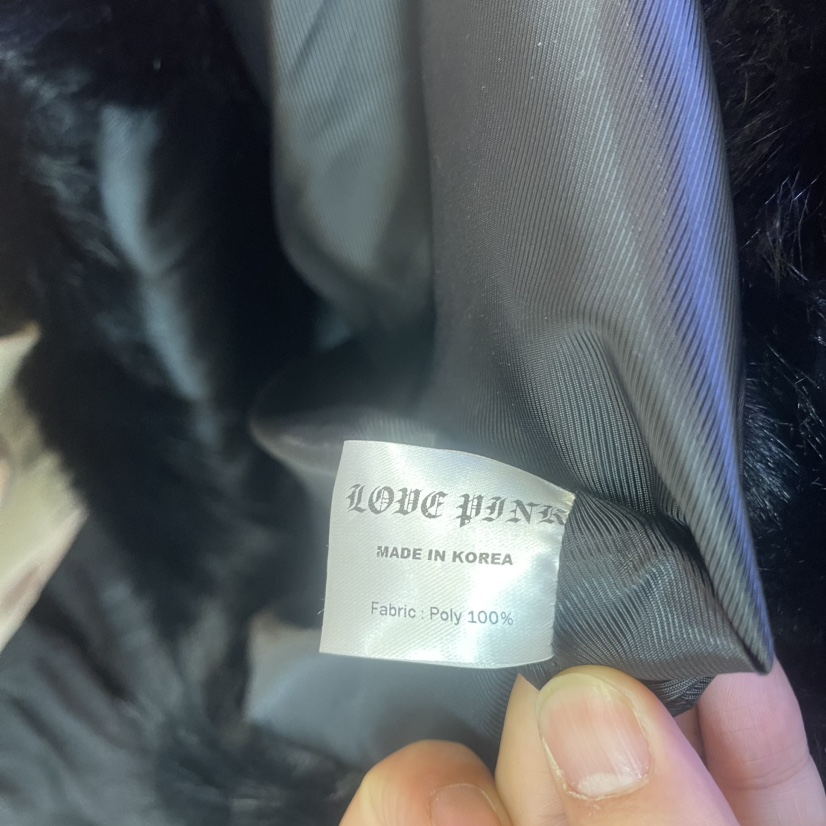 LOVE PINK
MADE IN KOREA
Fabric : Poly 100%